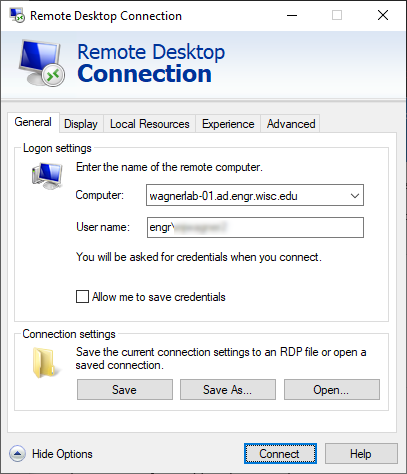 Remote Desktop Connection
Remote Desktop
Connection
General Display Local Resources Experience Advanced
Logon settings
Enter the name of the remote computer.
Computer: wagnerlab-01.ad.engr.wisc.edu
User name: engr\
You will be asked for credentials when you connect.
Allow me to save credentials
Connection settings
Save the current connection settings to an RDP file or open a
saved connection.
Save Save As... Open...
Hide Options Connect Help